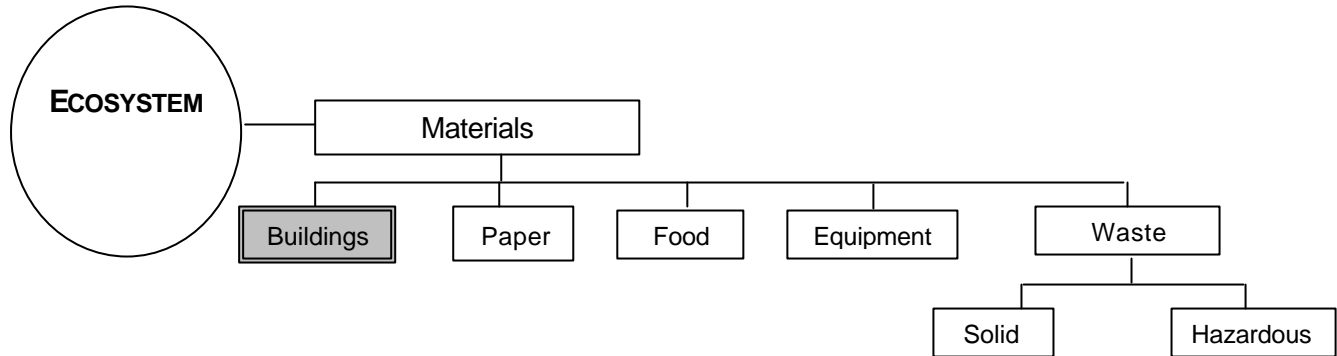 ECOSYSTEM
Materials
Buildings
Paper
Food
Equipment
Waste
Solid
Hazardous